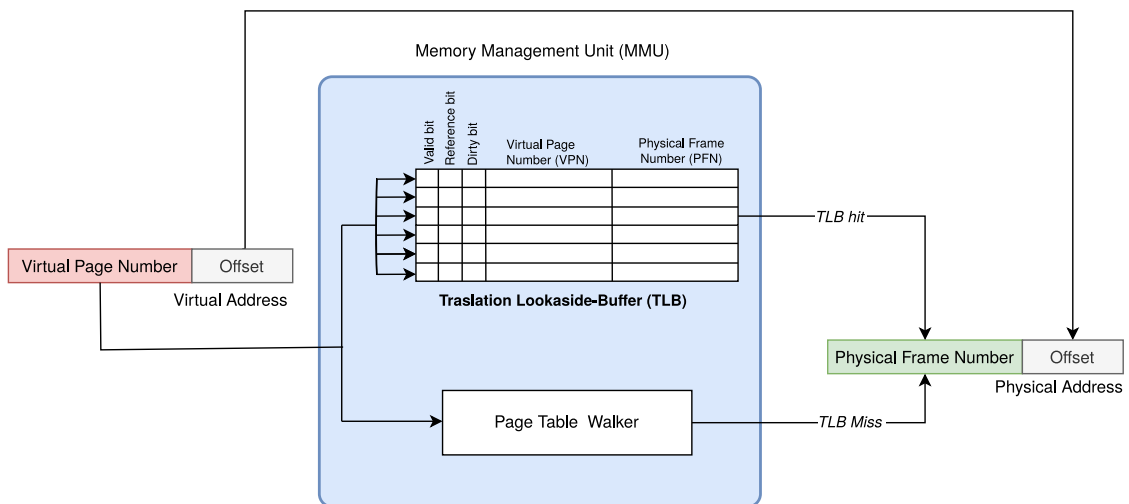 Memory Management Unit (MMU)
Valid bit
Reference bit
Dirty bit
Virtual Page
Number (VPN)
Physical Frame
Number (PFN)
TLB hit
Virtual Page Number
Offset
Virtual Address
Traslation Lookaside-Buffer (TLB)
Physical Frame Number
Offset
Physical Address
Page Table Walker
TLB Miss